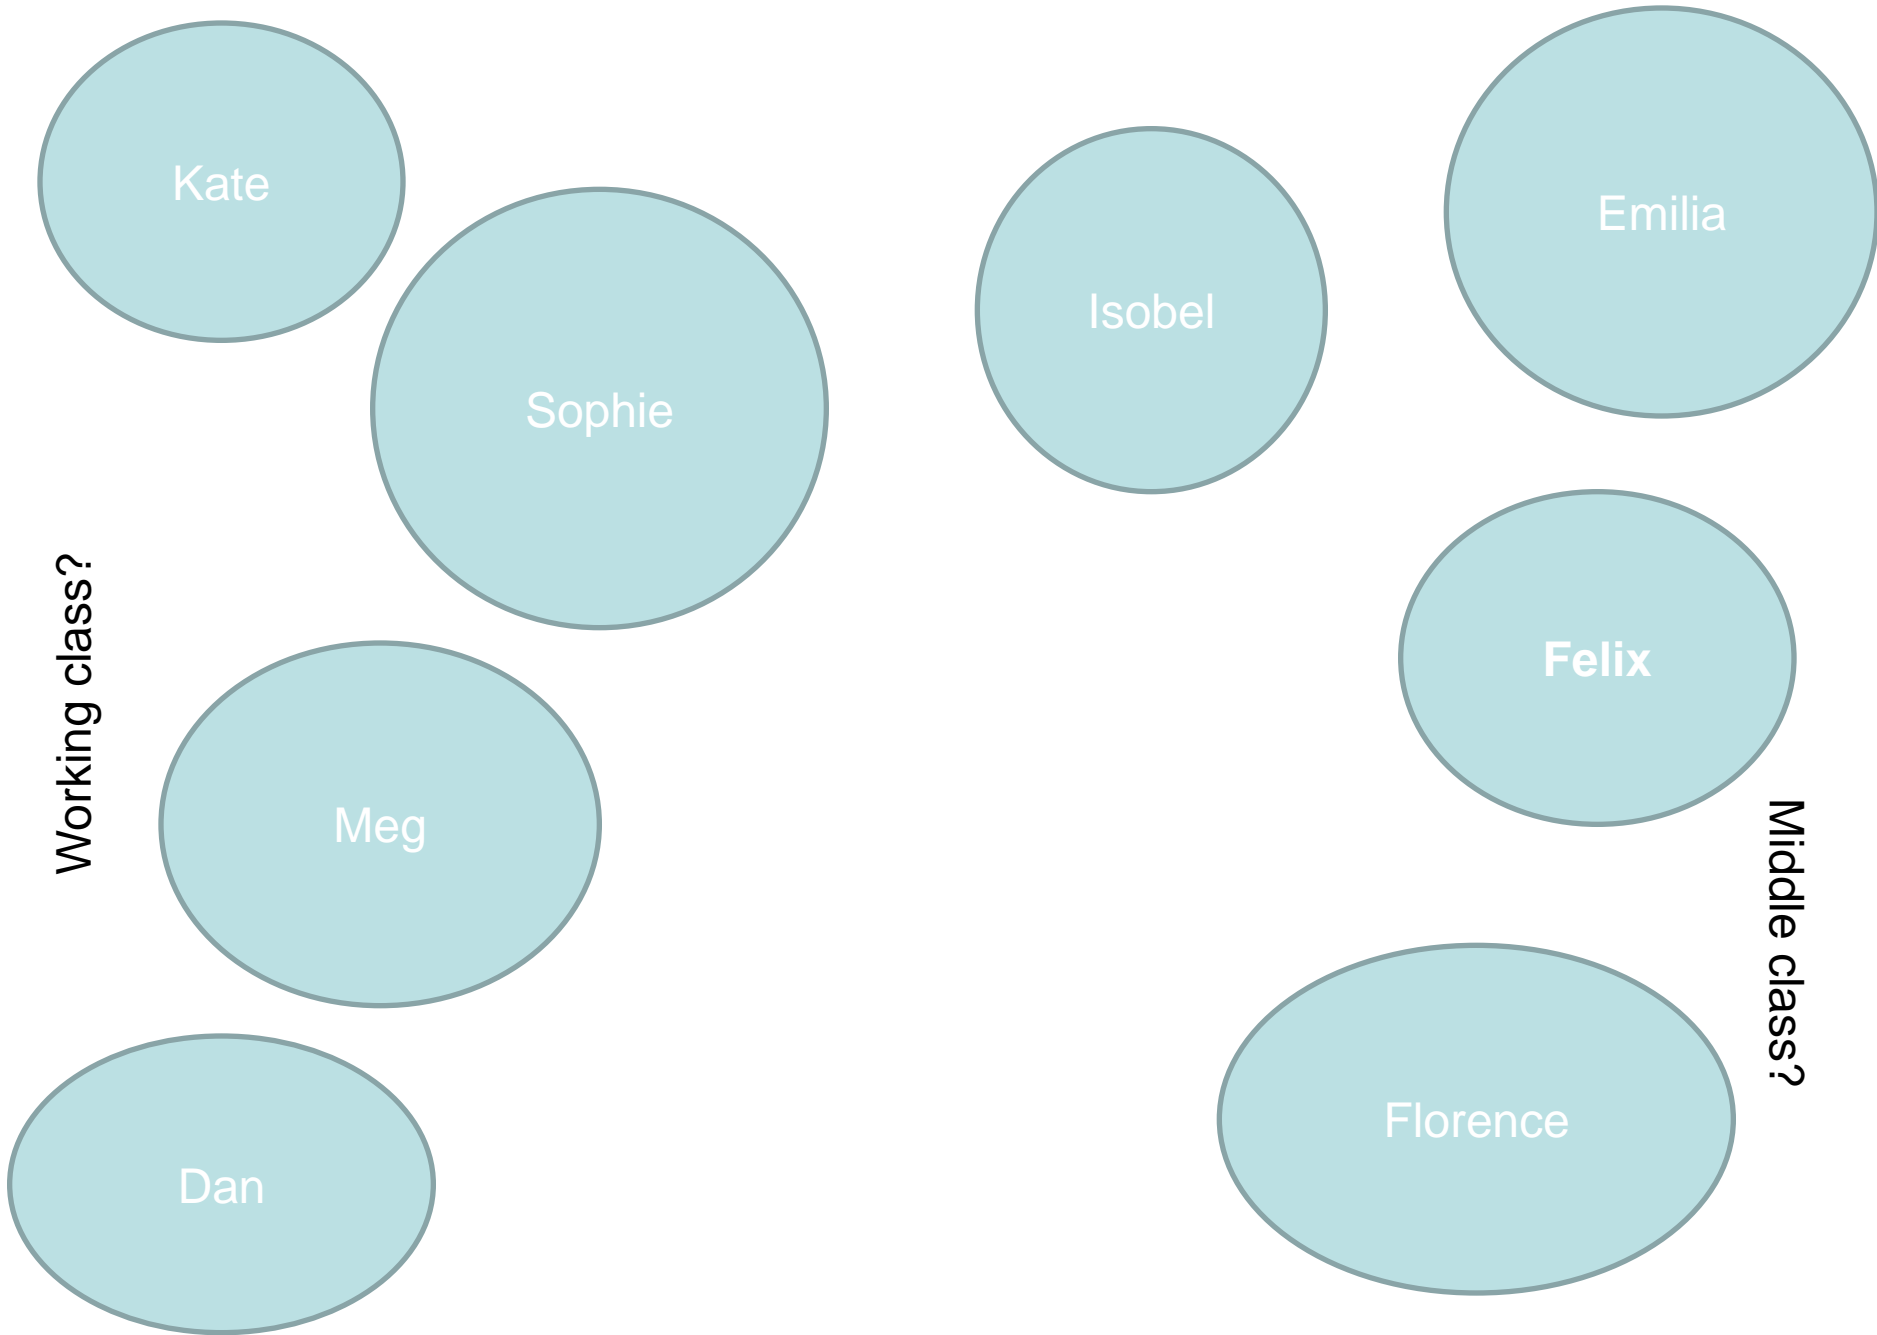 Kate
Emilia
Isobel
Sophie
Working class?
Felix
Meg
Middle class?
Florence
Dan